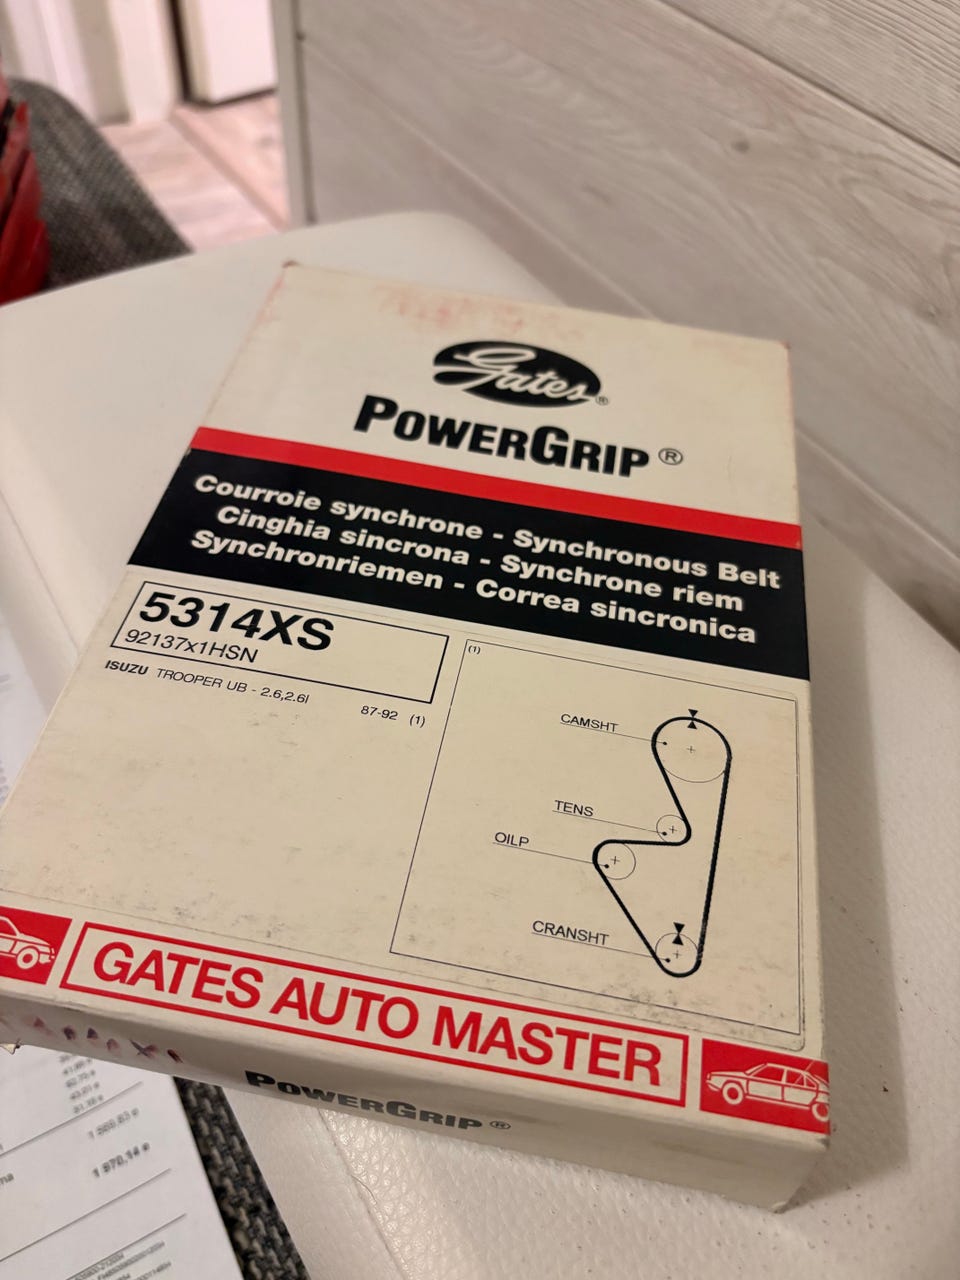 Gates®
POWERGRIP®
Courroie synchrone - Synchronous Belt
Cinghia sincrona - Synchrone riem
Synchronriemen - Correa sincronica
5314XS
92137x1HSN
ISUZU TROOPER UB - 2.6,2.6I
87-92 (1)
(1)
CAMSHT
TENS
OILP
CRANSHT
GATES AUTO MASTER
POWERGRIP®